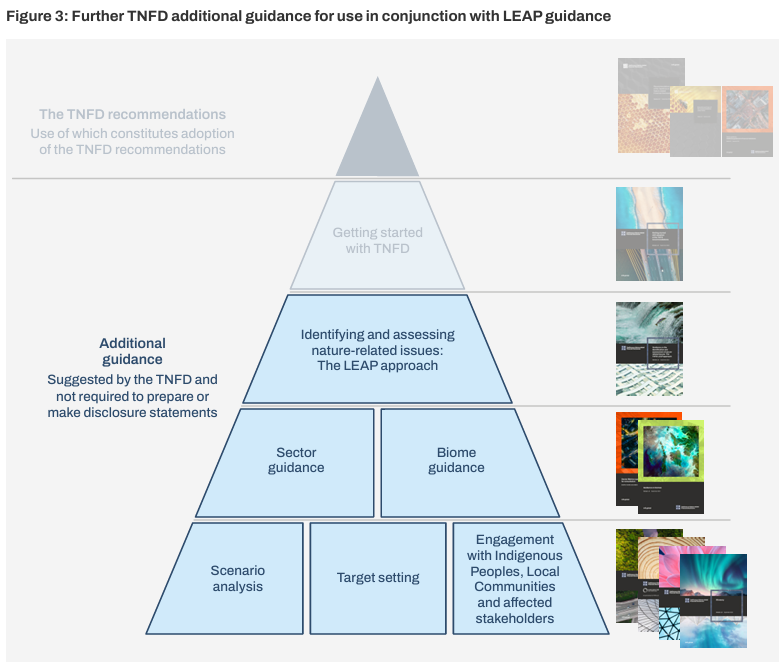 Figure 3: Further TNFD additional guidance for use in conjunction with LEAP guidance
The TNFD recommendations
Use of which constitutes adoption
of the TNFD recommendations
Getting started
with TNFD
Additional
guidance
Suggested by the TNFD and
not required to prepare or
make disclosure statements
Identifying and assessing
nature-related issues:
The LEAP approach
Sector
guidance
Biome
guidance
Scenario
analysis
Target setting
Engagement
with Indigenous
Peoples, Local
Communities
and affected
stakeholders